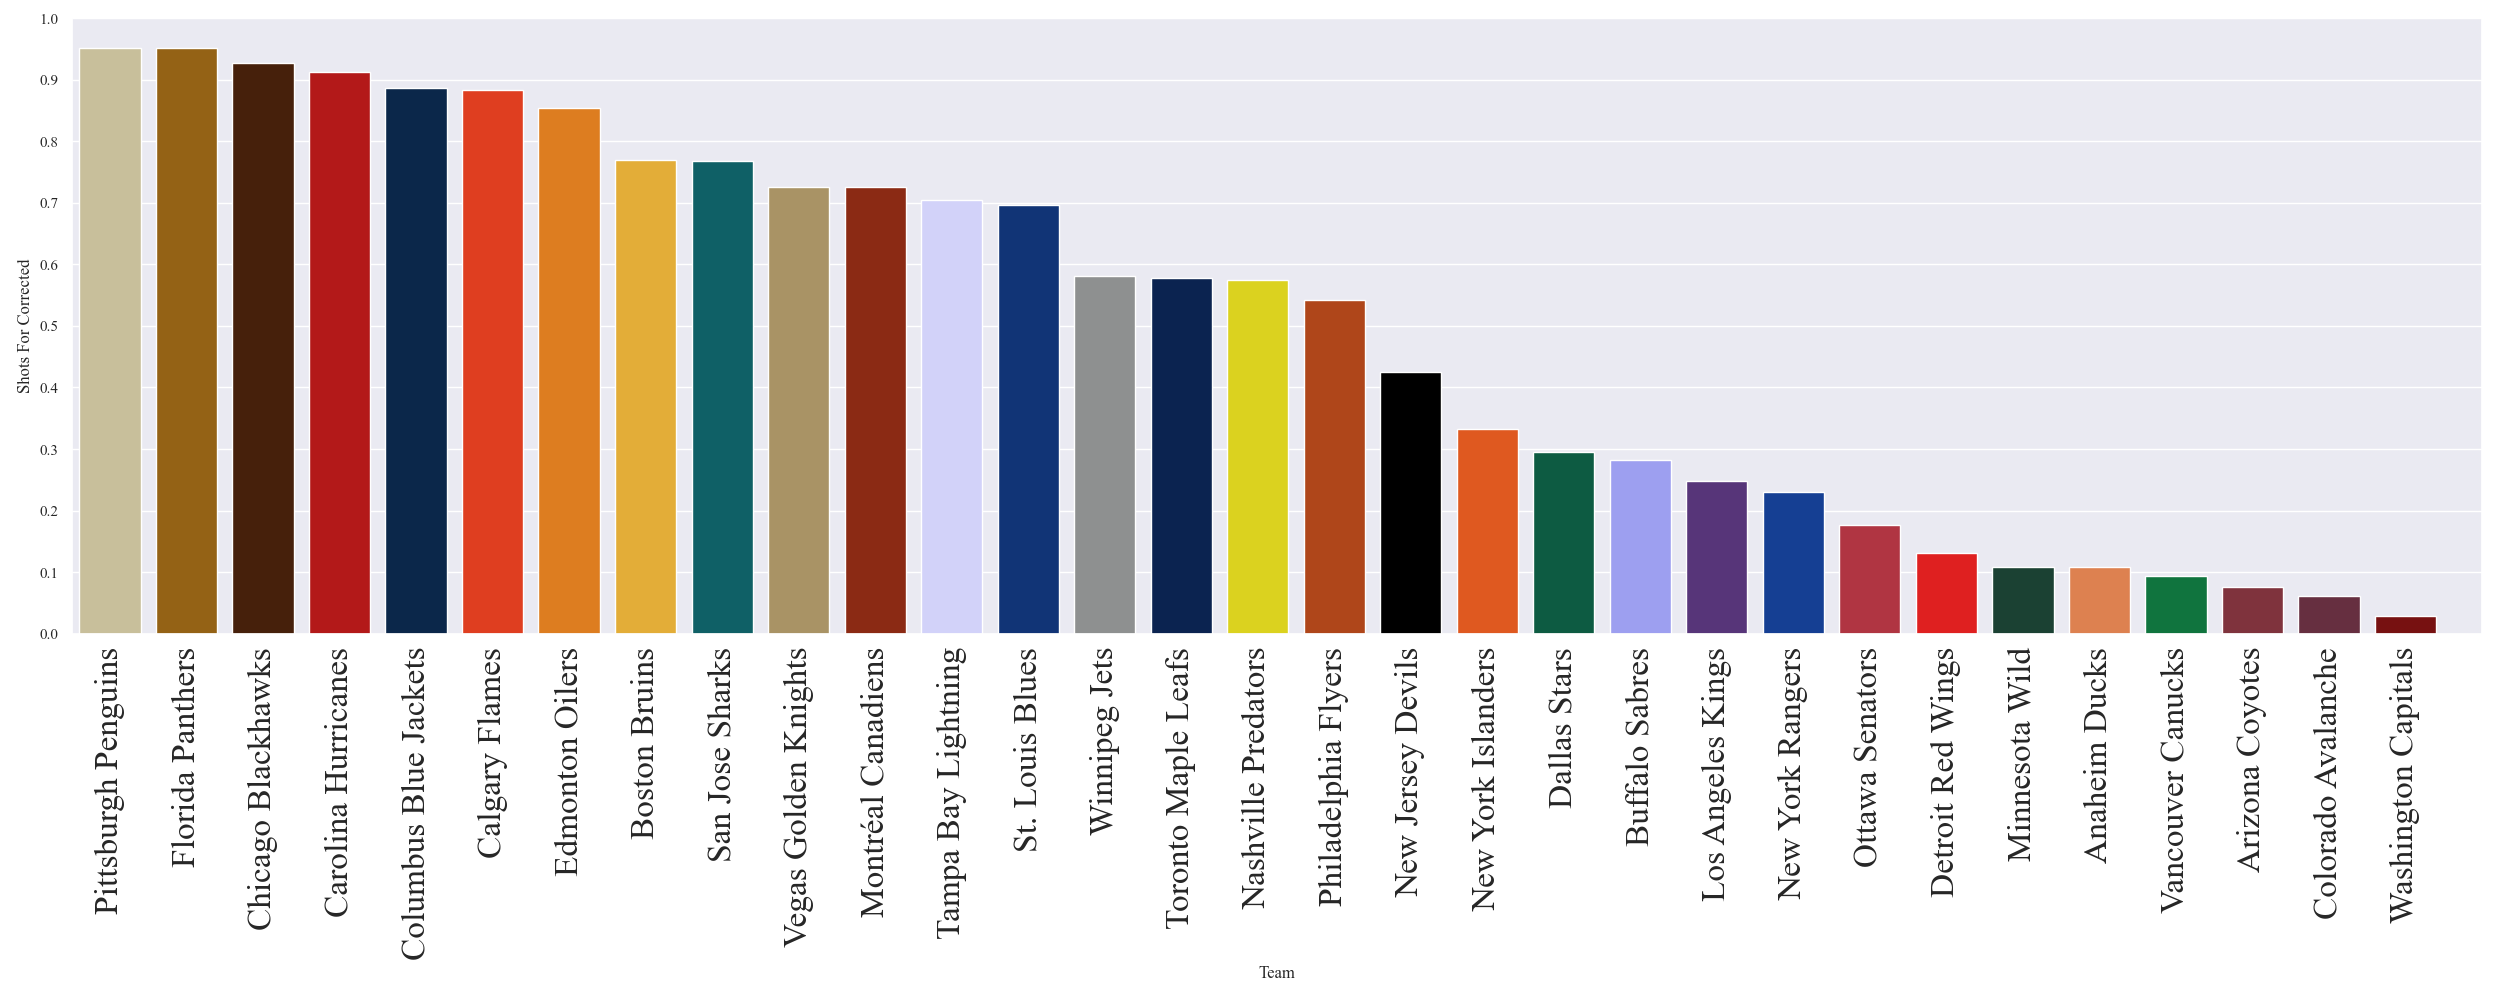 1.0
0.9
0.8
0.7
0.6
0.5
0.4
0.3
0.2
0.1
0.0
Shots For Corrected
Pittsburgh Penguins
Florida Panthers
Chicago Blackhawks
Carolina Hurricanes
Columbus Blue Jackets
Calgary Flames
Edmonton Oilers
Boston Bruins
San Jose Sharks
Vegas Golden Knights
Montréal Canadiens
Tampa Bay Lightning
St. Louis Blues
Winnipeg Jets
Toronto Maple Leafs
Nashville Predators
Philadelphia Flyers
New Jersey Devils
New York Islanders
Dallas Stars
Buffalo Sabres
Los Angeles Kings
New York Rangers
Ottawa Senators
Detroit Red Wings
Minnesota Wild
Anaheim Ducks
Vancouver Canucks
Arizona Coyotes
Colorado Avalanche
Washington Capitals
Team